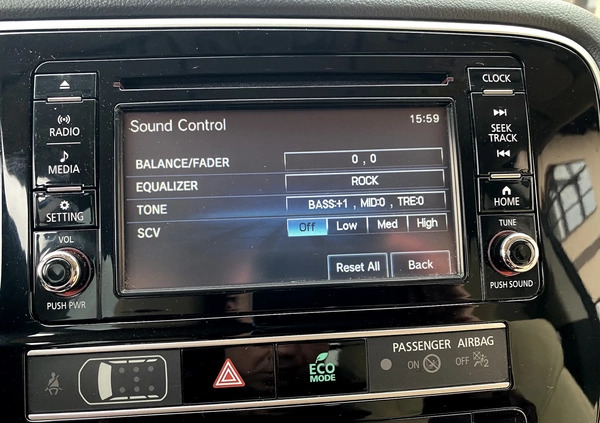 CLOCK
RADIO
MEDIA
SETTING
VOL
PUSH PWR
Sound Control 15:59
BALANCE/FADER 0 , 0
EQUALIZER ROCK
TONE BASS:+1 , MID:0 , TRE:0
SCV Off Low Med High
Reset All Back
SEEK
TRACK
HOME
TUNE
PUSH SOUND
ECO
MODE
PASSENGER AIRBAG
ON OFF 2